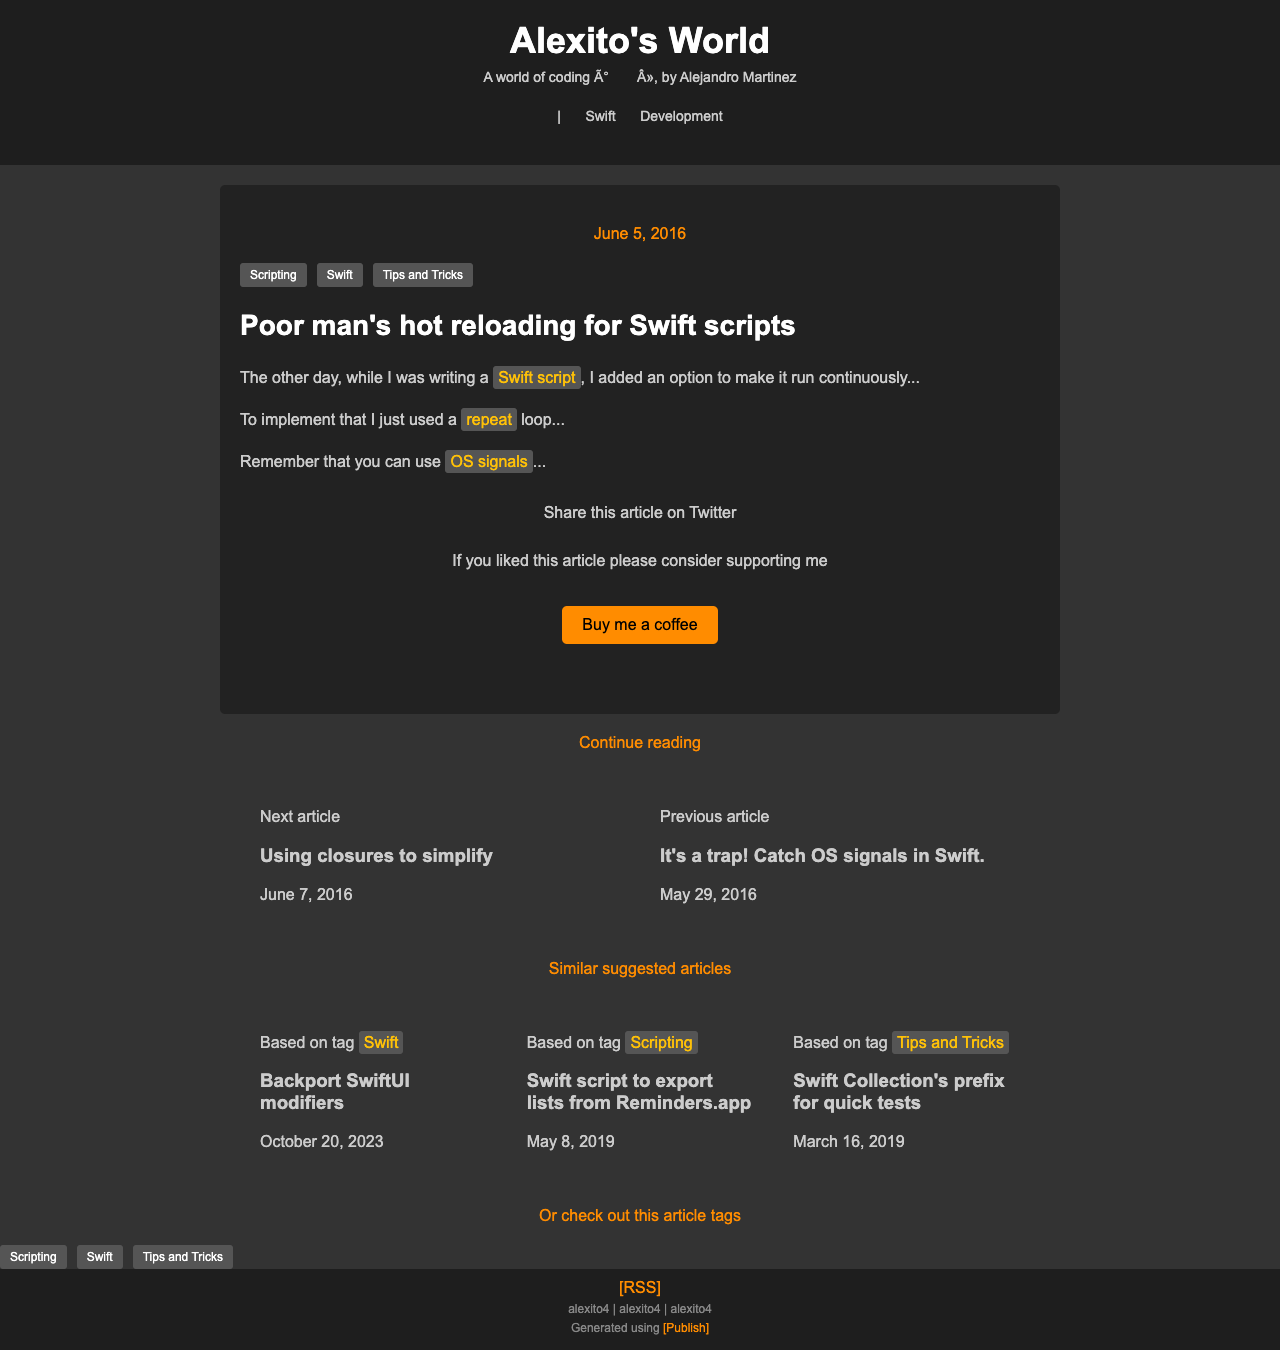 Alexito's World
A world of coding Ã° Â», by Alejandro Martinez
| Swift Development
June 5, 2016
Scripting Swift Tips and Tricks
Poor man's hot reloading for Swift scripts
The other day, while I was writing a Swift script, I added an option to make it run continuously...
To implement that I just used a repeat loop...
Remember that you can use OS signals...
Share this article on Twitter
If you liked this article please consider supporting me
Buy me a coffee
Continue reading
Next article
Using closures to simplify
June 7, 2016
Previous article
It's a trap! Catch OS signals in Swift.
May 29, 2016
Similar suggested articles
Based on tag Swift
Backport SwiftUI
modifiers
October 20, 2023
Based on tag Scripting
Swift script to export
lists from Reminders.app
May 8, 2019
Based on tag Tips and Tricks
Swift Collection's prefix
for quick tests
March 16, 2019
Or check out this article tags
Scripting Swift Tips and Tricks
[RSS]
alexito4 | alexito4 | alexito4
Generated using [Publish]